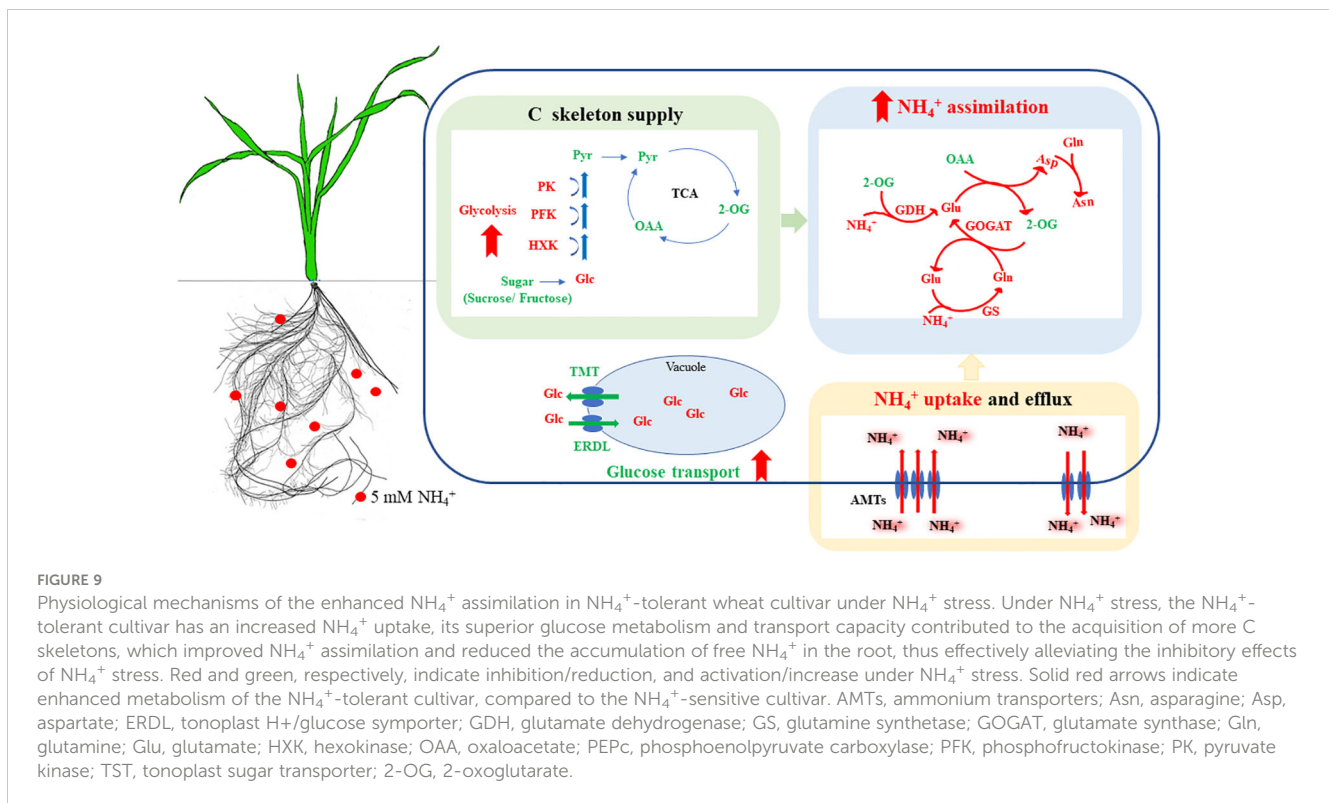 C skeleton supply
Pyr
Pyr
PK
TCA
Glycolysis
PFK
2-OG
OAA
HXK
Sugar
Glc
(Sucrose/ Fructose)
NH₄⁺ assimilation
Gln
OAA
Asp
2-OG
Asn
Glu
GDH
NH₄⁺
GOGAT
2-OG
Glu
Gln
NH₄⁺
GS
TMT
Vacuole
Glc
Glc
Glc
Glc
Glc
Glc
Glc
ERDL
Glucose transport
NH₄⁺ uptake and efflux
NH₄⁺
NH₄⁺
NH₄⁺
AMTs
NH₄⁺
NH₄⁺
NH₄⁺
NH₄⁺
5 mM NH₄⁺
FIGURE 9
Physiological mechanisms of the enhanced NH₄⁺ assimilation in NH₄⁺-tolerant wheat cultivar under NH₄⁺ stress. Under NH₄⁺ stress, the NH₄⁺-
tolerant cultivar has an increased NH₄⁺ uptake, its superior glucose metabolism and transport capacity contributed to the acquisition of more C
skeletons, which improved NH₄⁺ assimilation and reduced the accumulation of free NH₄⁺ in the root, thus effectively alleviating the inhibitory effects
of NH₄⁺ stress. Red and green, respectively, indicate inhibition/reduction, and activation/increase under NH₄⁺ stress. Solid red arrows indicate
enhanced metabolism of the NH₄⁺-tolerant cultivar, compared to the NH₄⁺-sensitive cultivar. AMTs, ammonium transporters; Asn, asparagine; Asp,
aspartate; ERDL, tonoplast H+/glucose symporter; GDH, glutamate dehydrogenase; GS, glutamine synthetase; GOGAT, glutamate synthase; Gln,
glutamine; Glu, glutamate; HXK, hexokinase; OAA, oxaloacetate; PEPc, phosphoenolpyruvate carboxylase; PFK, phosphofructokinase; PK, pyruvate
kinase; TST, tonoplast sugar transporter; 2-OG, 2-oxoglutarate.